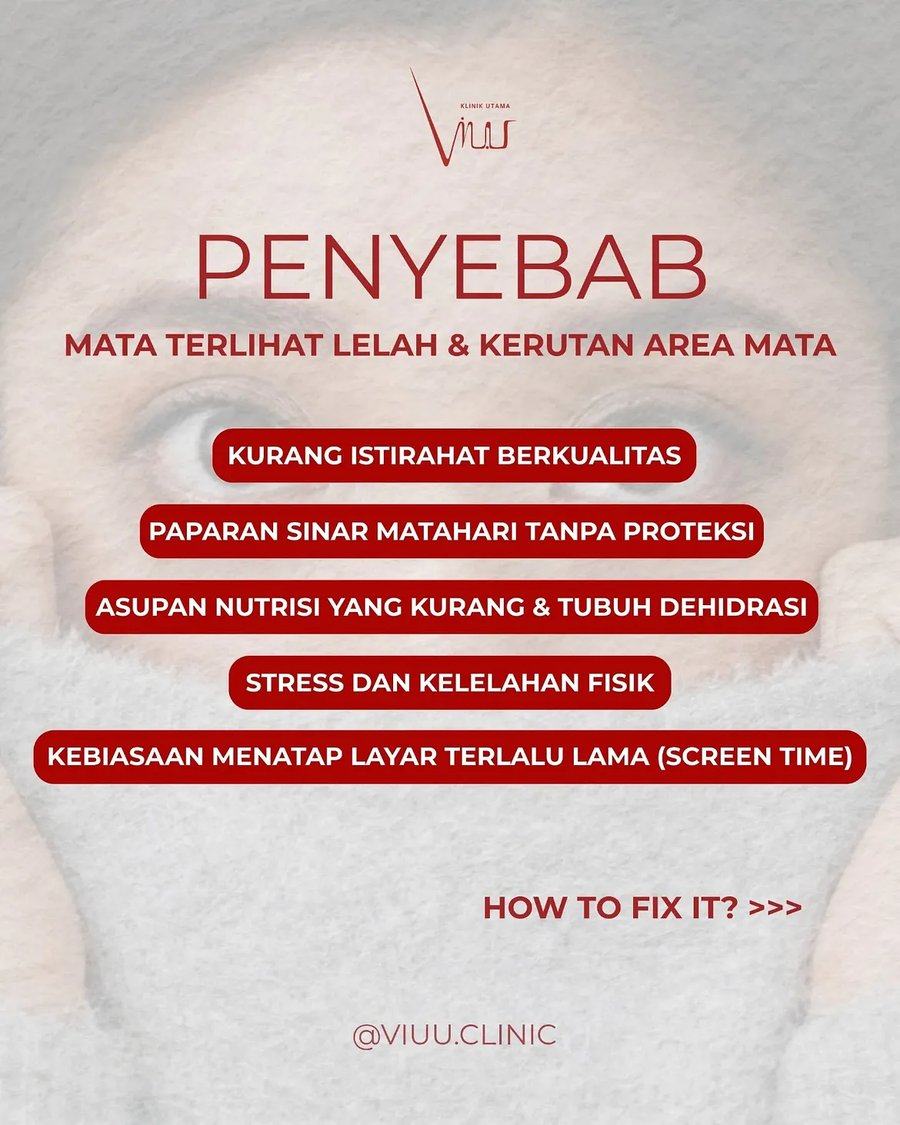 KLINIK UTAMA
Viuu
PENYEBAB
MATA TERLIHAT LELAH & KERUTAN AREA MATA
KURANG ISTIRAHAT BERKUALITAS
PAPARAN SINAR MATAHARI TANPA PROTEKSI
ASUPAN NUTRISI YANG KURANG & TUBUH DEHIDRASI
STRESS DAN KELELAHAN FISIK
KEBIASAAN MENATAP LAYAR TERLALU LAMA (SCREEN TIME)
HOW TO FIX IT? >>>
@VIUU.CLINIC